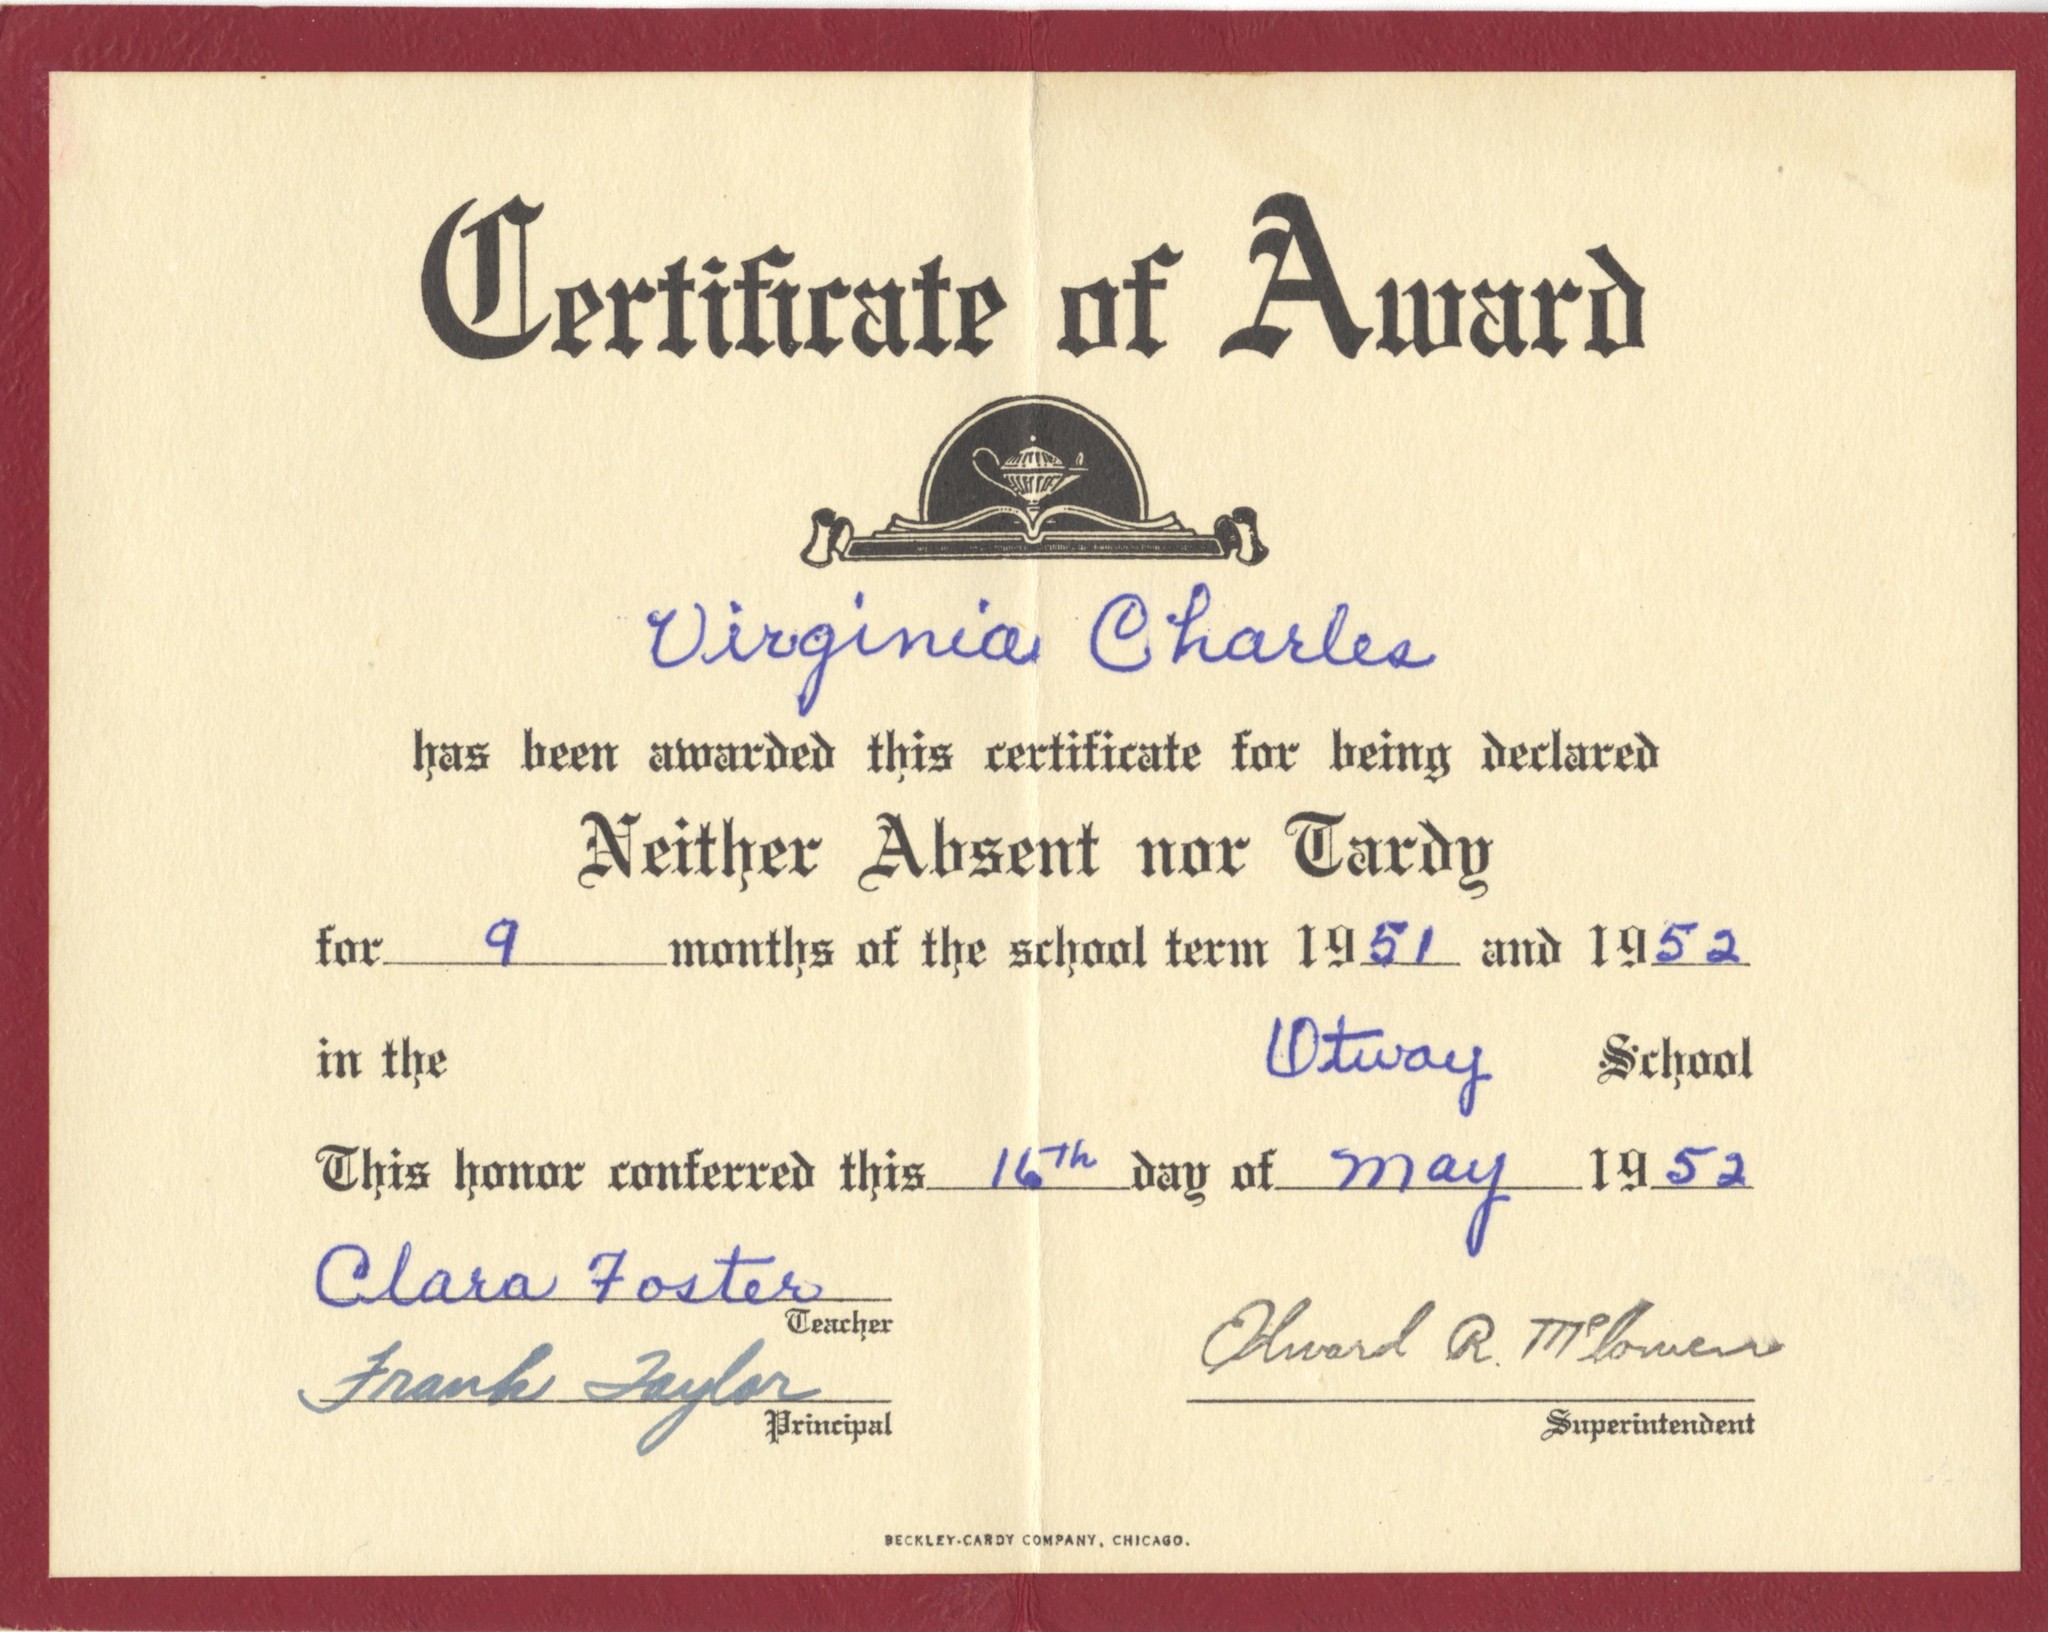 Certificate of Award
Virginia Charles
has been awarded this certificate for being declared
Neither Absent nor Tardy
for 9 months of the school term 1951 and 1952
in the Otway School
This honor conferred this 16th day of May 1952
Clara Foster
Teacher
Frank Taylor
Principal
Edward R.
Superintendent
BECKLEY-CARDY COMPANY, CHICAGO.